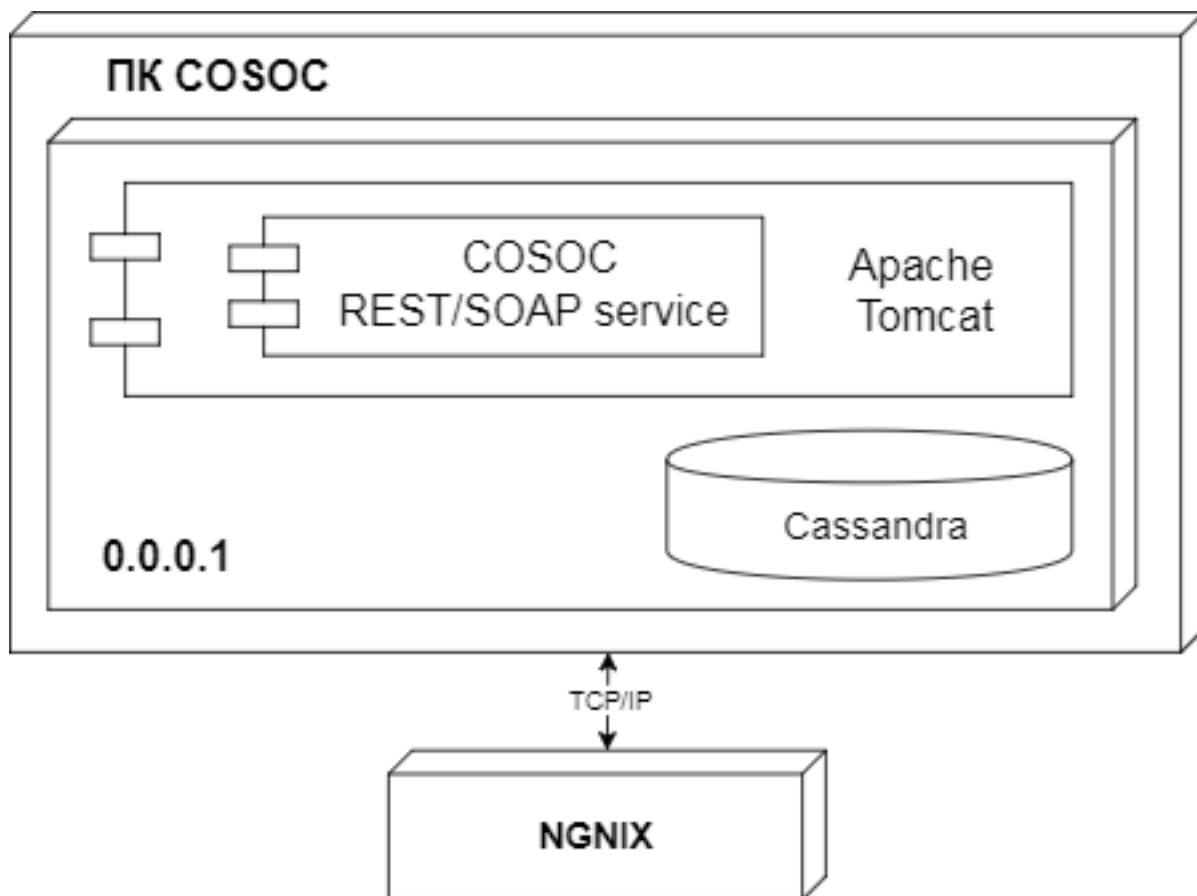 ПК COSOC
COSOC
REST/SOAP service
Apache
Tomcat
Cassandra
0.0.0.1
TCP/IP
NGNIX